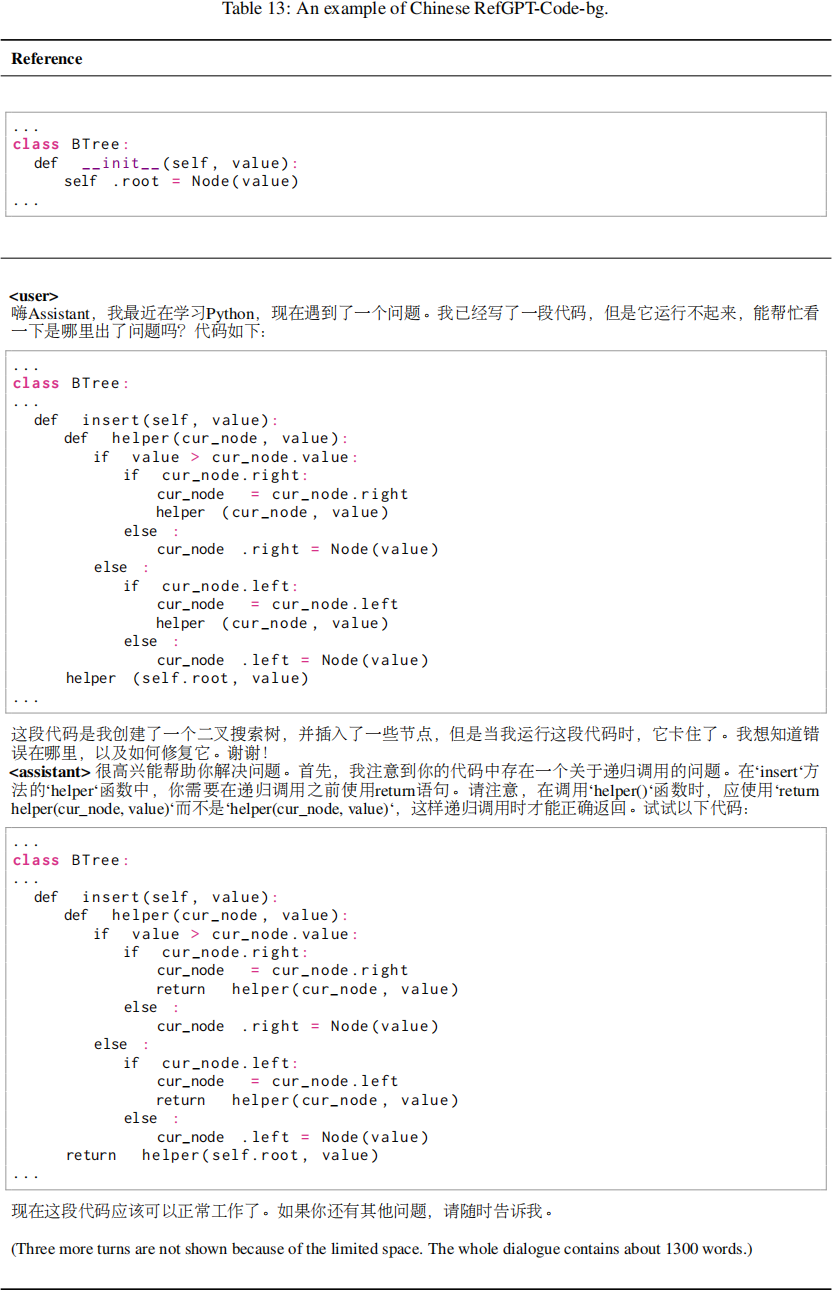 Table 13: An example of Chinese RefGPT-Code-bg.
Reference
...
class BTree:
def __init__(self, value):
self .root = Node(value)
...
<user>
嗨Assistant，我最近在学习Python，现在遇到了一个问题。我已经写了一段代码，但是它运行不起来，能帮忙看
一下是哪里出了问题吗？代码如下：
...
class BTree:
...
def insert(self, value):
def helper(cur_node, value):
if value > cur_node.value:
if cur_node.right:
cur_node = cur_node.right
helper (cur_node, value)
else :
cur_node .right = Node(value)
else :
if cur_node.left:
cur_node = cur_node.left
helper (cur_node, value)
else :
cur_node .left = Node(value)
helper (self.root, value)
...
这段代码是我创建了一个二叉搜索树，并插入了一些节点，但是当我运行这段代码时，它卡住了。我想知道错
误在哪里，以及如何修复它。谢谢！
<assistant> 很高兴能帮助你解决问题。首先，我注意到你的代码中存在一个关于递归调用的问题。在‘insert‘方
法的‘helper‘函数中，你需要在递归调用之前使用return语句。请注意，在调用‘helper()‘函数时，应使用‘return
helper(cur_node, value)‘而不是‘helper(cur_node, value)‘，这样递归调用时才能正确返回。试试以下代码：
...
class BTree:
...
def insert(self, value):
def helper(cur_node, value):
if value > cur_node.value:
if cur_node.right:
cur_node = cur_node.right
return helper(cur_node, value)
else :
cur_node .right = Node(value)
else :
if cur_node.left:
cur_node = cur_node.left
return helper(cur_node, value)
else :
cur_node .left = Node(value)
return helper(self.root, value)
...
现在这段代码应该可以正常工作了。如果你还有其他问题，请随时告诉我。
(Three more turns are not shown because of the limited space. The whole dialogue contains about 1300 words.)